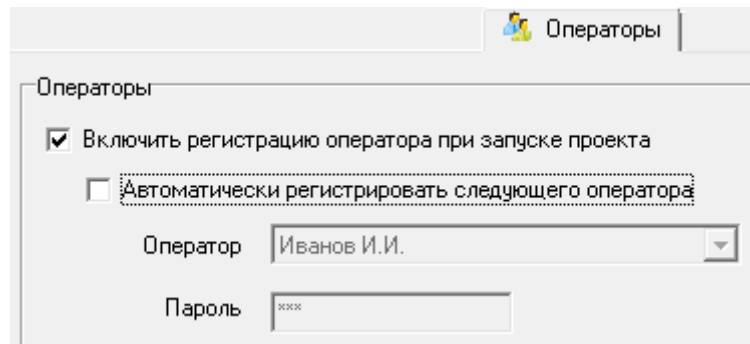 Операторы
Операторы
Включить регистрацию оператора при запуске проекта
Автоматически регистрировать следующего оператора
Оператор Иванов И.И.
Пароль ***